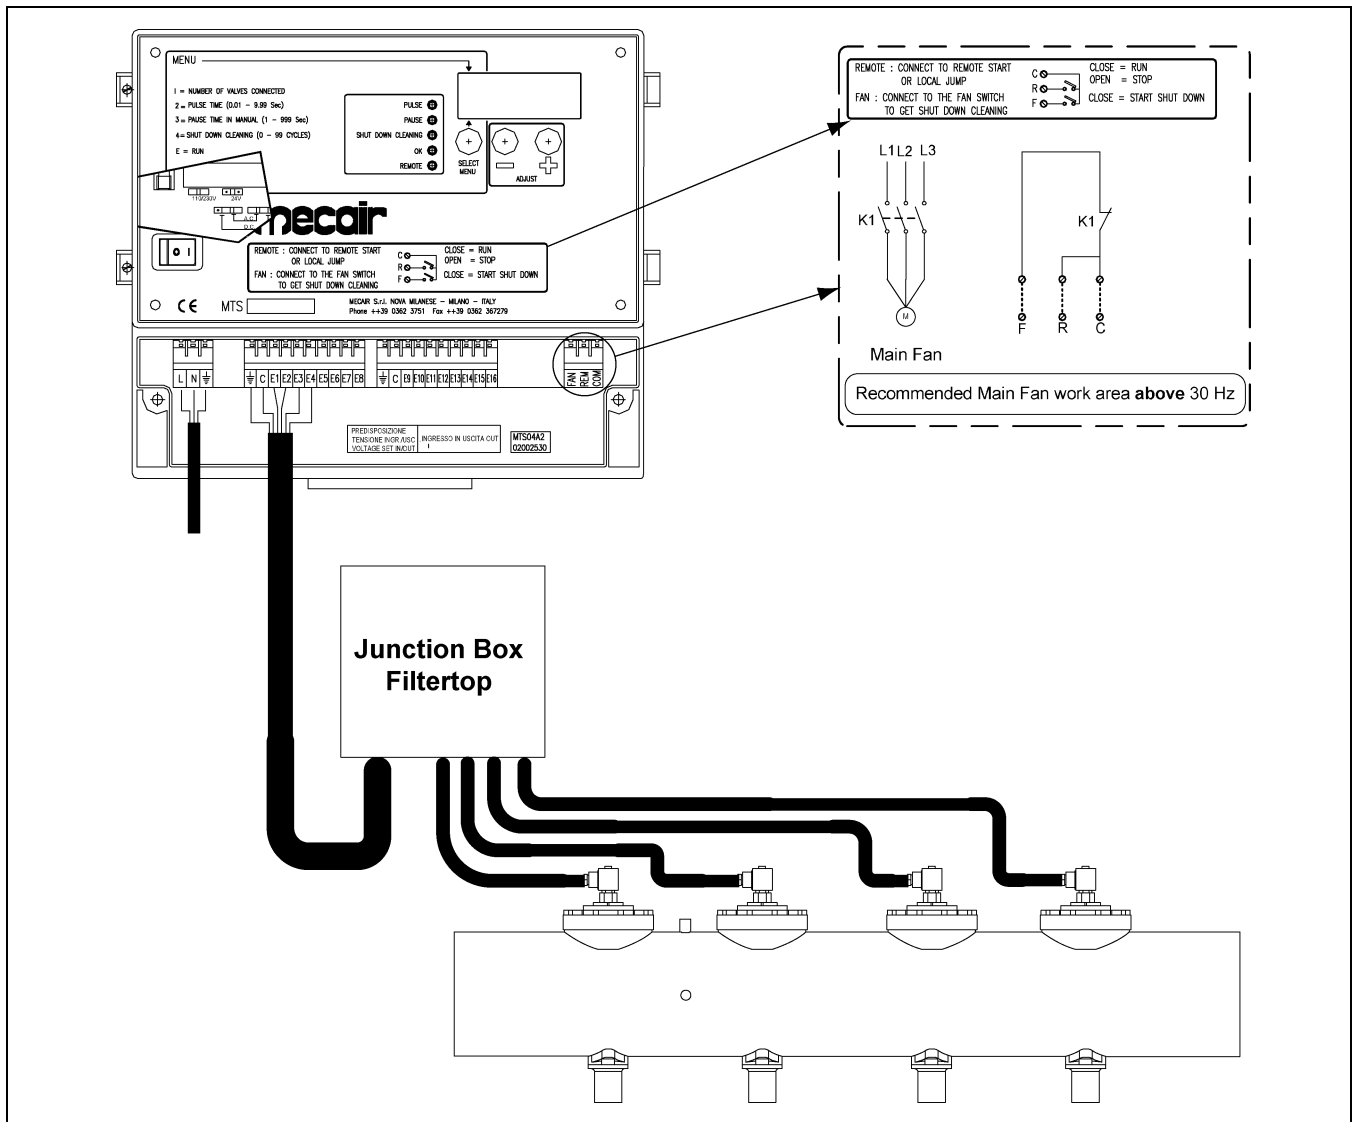 MENU
1 = NUMBER OF VALVES CONNECTED
2 = PULSE TIME (0.01 - 9.99 Sec)
3 = PAUSE TIME IN MANUAL (1 - 999 Sec)
4 = SHUT DOWN CLEANING (0 - 99 CYCLES)
E = RUN
PULSE
PAUSE
SHUT DOWN CLEANING
OK
REMOTE
SELECT
MENU
ADJUST
110/230V
24V
A.C.
D.C.
mecair
O I
REMOTE : CONNECT TO REMOTE START
OR LOCAL JUMP
FAN : CONNECT TO THE FAN SWITCH
TO GET SHUT DOWN CLEANING
C
R
F
CLOSE = RUN
OPEN = STOP
CLOSE = START SHUT DOWN
CE
MTS
MECAIR S.r.l. NOVA MILANESE - MILANO - ITALY
Phone ++39 0362 3751 Fax ++39 0362 367279
L N
C E1 E2 E3 E4 E5 E6 E7 E8
C E9 E10 E11 E12 E13 E14 E15 E16
FAN
REM
COM
PREDISPOSIZIONE
TENSIONE INGR./USC
VOLTAGE SET IN/OUT
INGRESSO IN USCITA OUT
MTS04A2
02002530
REMOTE : CONNECT TO REMOTE START
OR LOCAL JUMP
FAN : CONNECT TO THE FAN SWITCH
TO GET SHUT DOWN CLEANING
C
R
F
CLOSE = RUN
OPEN = STOP
CLOSE = START SHUT DOWN
L1 L2 L3
K1
K1
M
F R C
Main Fan
Recommended Main Fan work area above 30 Hz
Junction Box
Filtertop